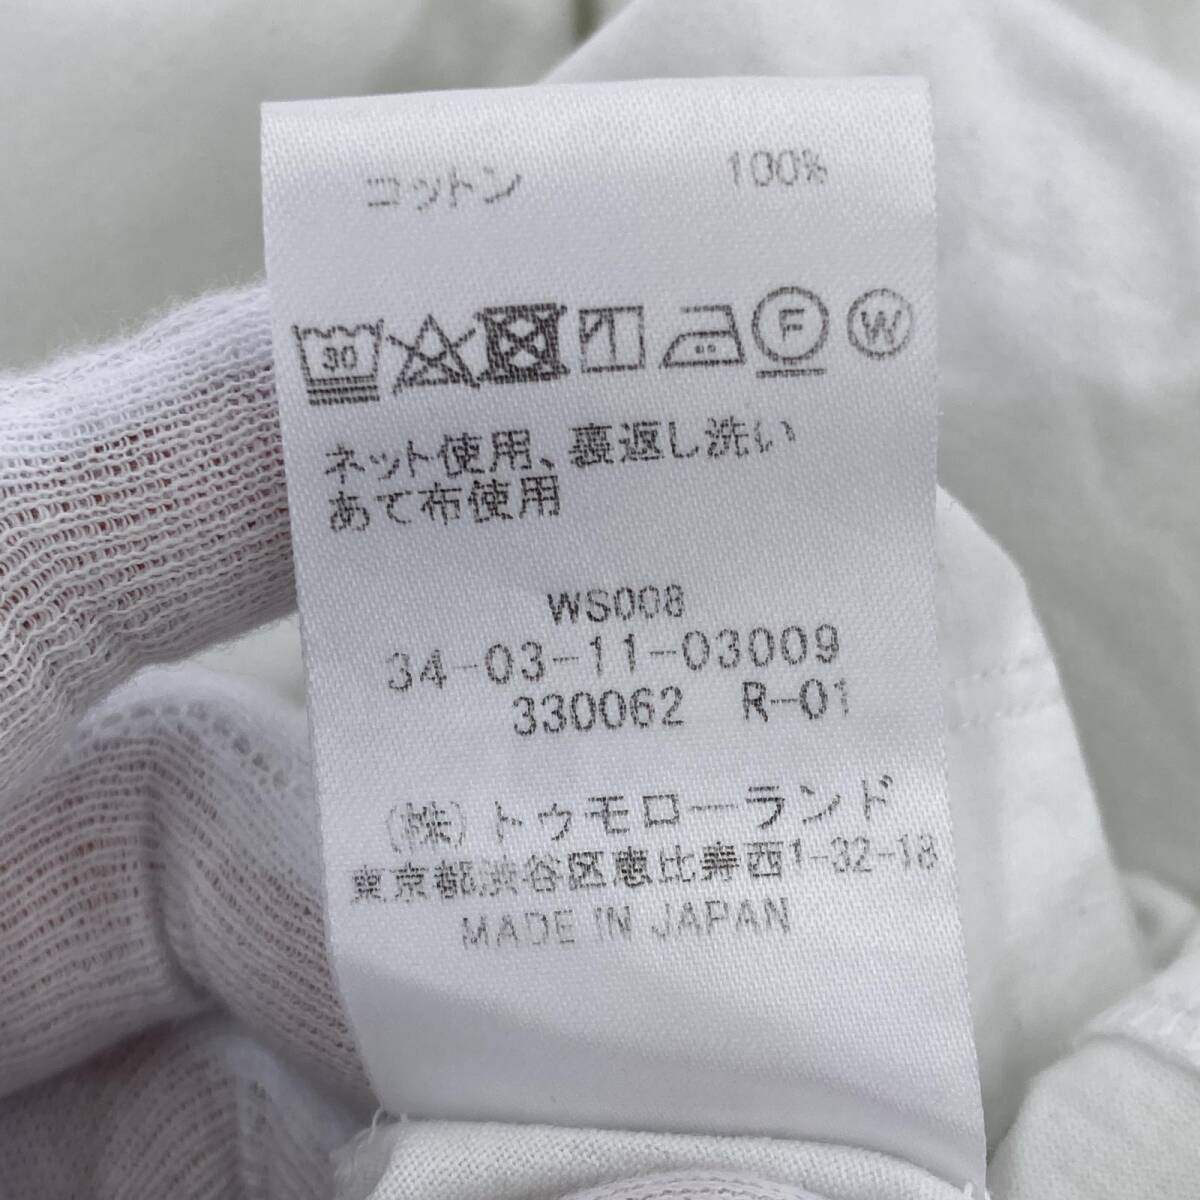 コットン 100%
30 F W
ネット使用、裏返し洗い
あて布使用
WS008
34-03-11-03009
330062 R-01
(株)トゥモローランド
東京都渋谷区恵比寿西1-32-18
MADE IN JAPAN